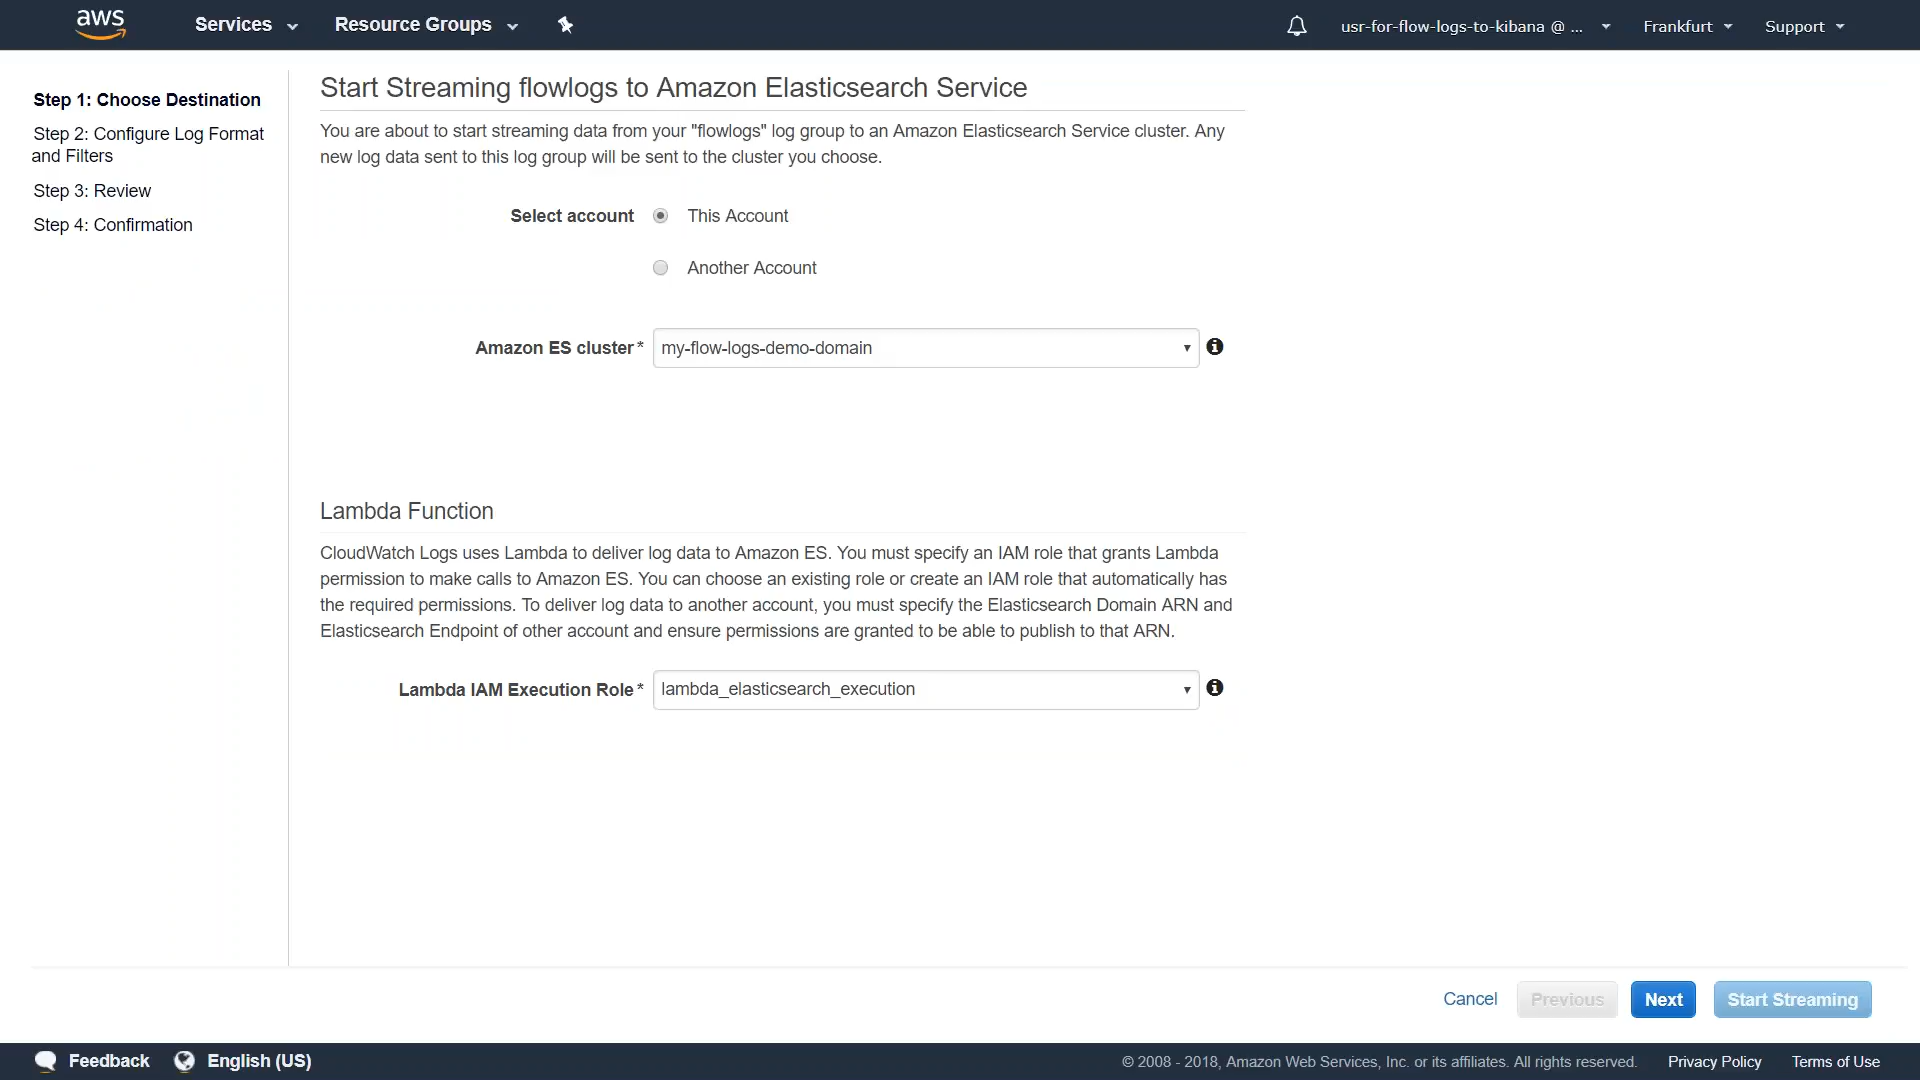 aws
Services
Resource Groups
usr-for-flow-logs-to-kibana @ ...
Frankfurt
Support
Step 1: Choose Destination
Step 2: Configure Log Format
and Filters
Step 3: Review
Step 4: Confirmation
Start Streaming flowlogs to Amazon Elasticsearch Service
You are about to start streaming data from your "flowlogs" log group to an Amazon Elasticsearch Service cluster. Any
new log data sent to this log group will be sent to the cluster you choose.
Select account
This Account
Another Account
Amazon ES cluster*
my-flow-logs-demo-domain
Lambda Function
CloudWatch Logs uses Lambda to deliver log data to Amazon ES. You must specify an IAM role that grants Lambda
permission to make calls to Amazon ES. You can choose an existing role or create an IAM role that automatically has
the required permissions. To deliver log data to another account, you must specify the Elasticsearch Domain ARN and
Elasticsearch Endpoint of other account and ensure permissions are granted to be able to publish to that ARN.
Lambda IAM Execution Role*
lambda_elasticsearch_execution
Cancel
Previous
Next
Start Streaming
Feedback
English (US)
© 2008 - 2018, Amazon Web Services, Inc. or its affiliates. All rights reserved.
Privacy Policy
Terms of Use